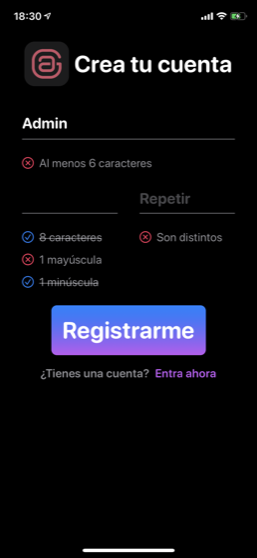 18:30
Crea tu cuenta
Admin
Al menos 6 caracteres
Repetir
8 caracteres
Son distintos
1 mayúscula
1 minúscula
Registrarme
¿Tienes una cuenta? Entra ahora